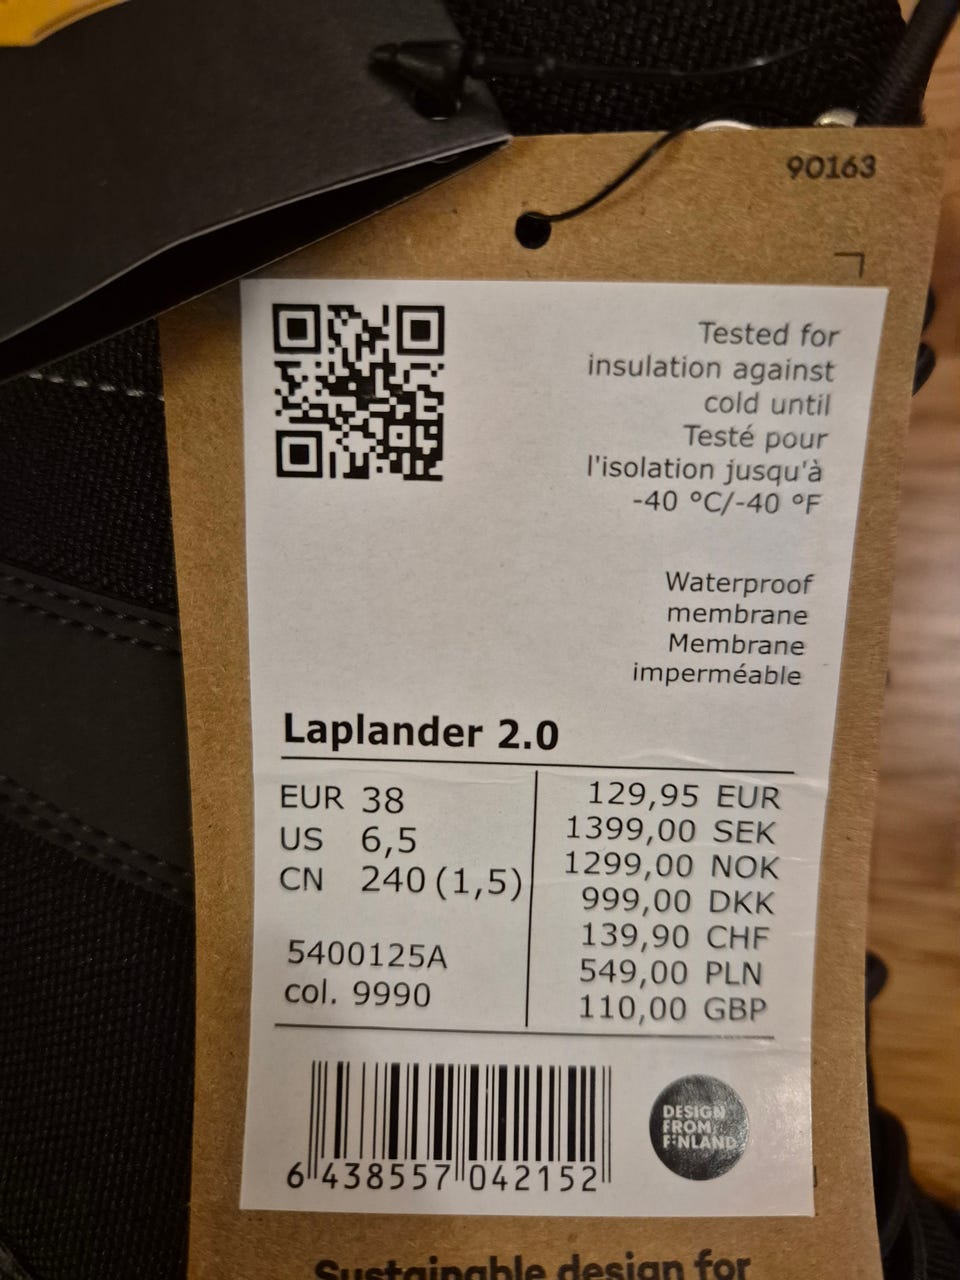 90163
Tested for
insulation against
cold until
Testé pour
l'isolation jusqu'à
-40 °C/-40 °F
Waterproof
membrane
Membrane
imperméable
Laplander 2.0
EUR 38
US 6,5
CN 240 (1,5)
5400125A
col. 9990
129,95 EUR
1399,00 SEK
1299,00 NOK
999,00 DKK
139,90 CHF
549,00 PLN
110,00 GBP
6 438557 042152
DESIGN
FROM
FINLAND
Sustainable design for